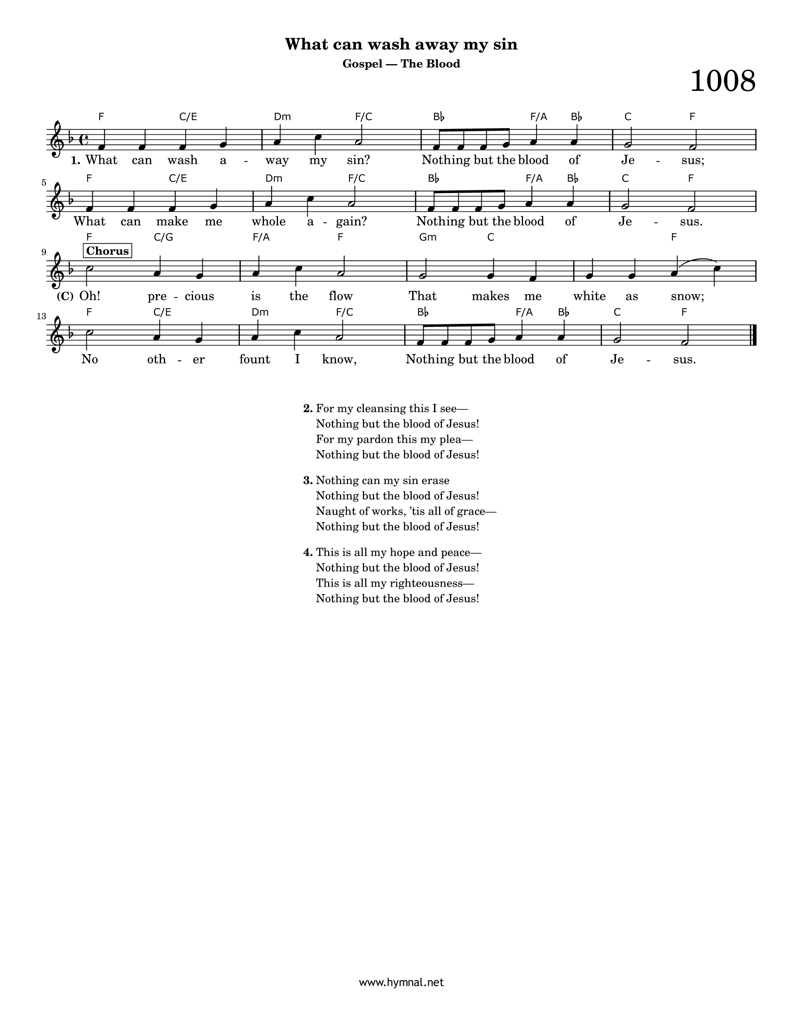 What can wash away my sin
Gospel — The Blood
1008
F C/E Dm F/C B♭ F/A B♭ C F
1. What can wash a - way my sin? Nothing but the blood of Je - sus;
5
F C/E Dm F/C B♭ F/A B♭ C F
What can make me whole a - gain? Nothing but the blood of Je - sus.
F C/G F/A F Gm C F
9 Chorus
(C) Oh! pre - cious is the flow That makes me white as snow;
13
F C/E Dm F/C B♭ F/A B♭ C F
No oth - er fount I know, Nothing but the blood of Je - sus.
2. For my cleansing this I see—
Nothing but the blood of Jesus!
For my pardon this my plea—
Nothing but the blood of Jesus!
3. Nothing can my sin erase
Nothing but the blood of Jesus!
Naught of works, ’tis all of grace—
Nothing but the blood of Jesus!
4. This is all my hope and peace—
Nothing but the blood of Jesus!
This is all my righteousness—
Nothing but the blood of Jesus!
www.hymnal.net